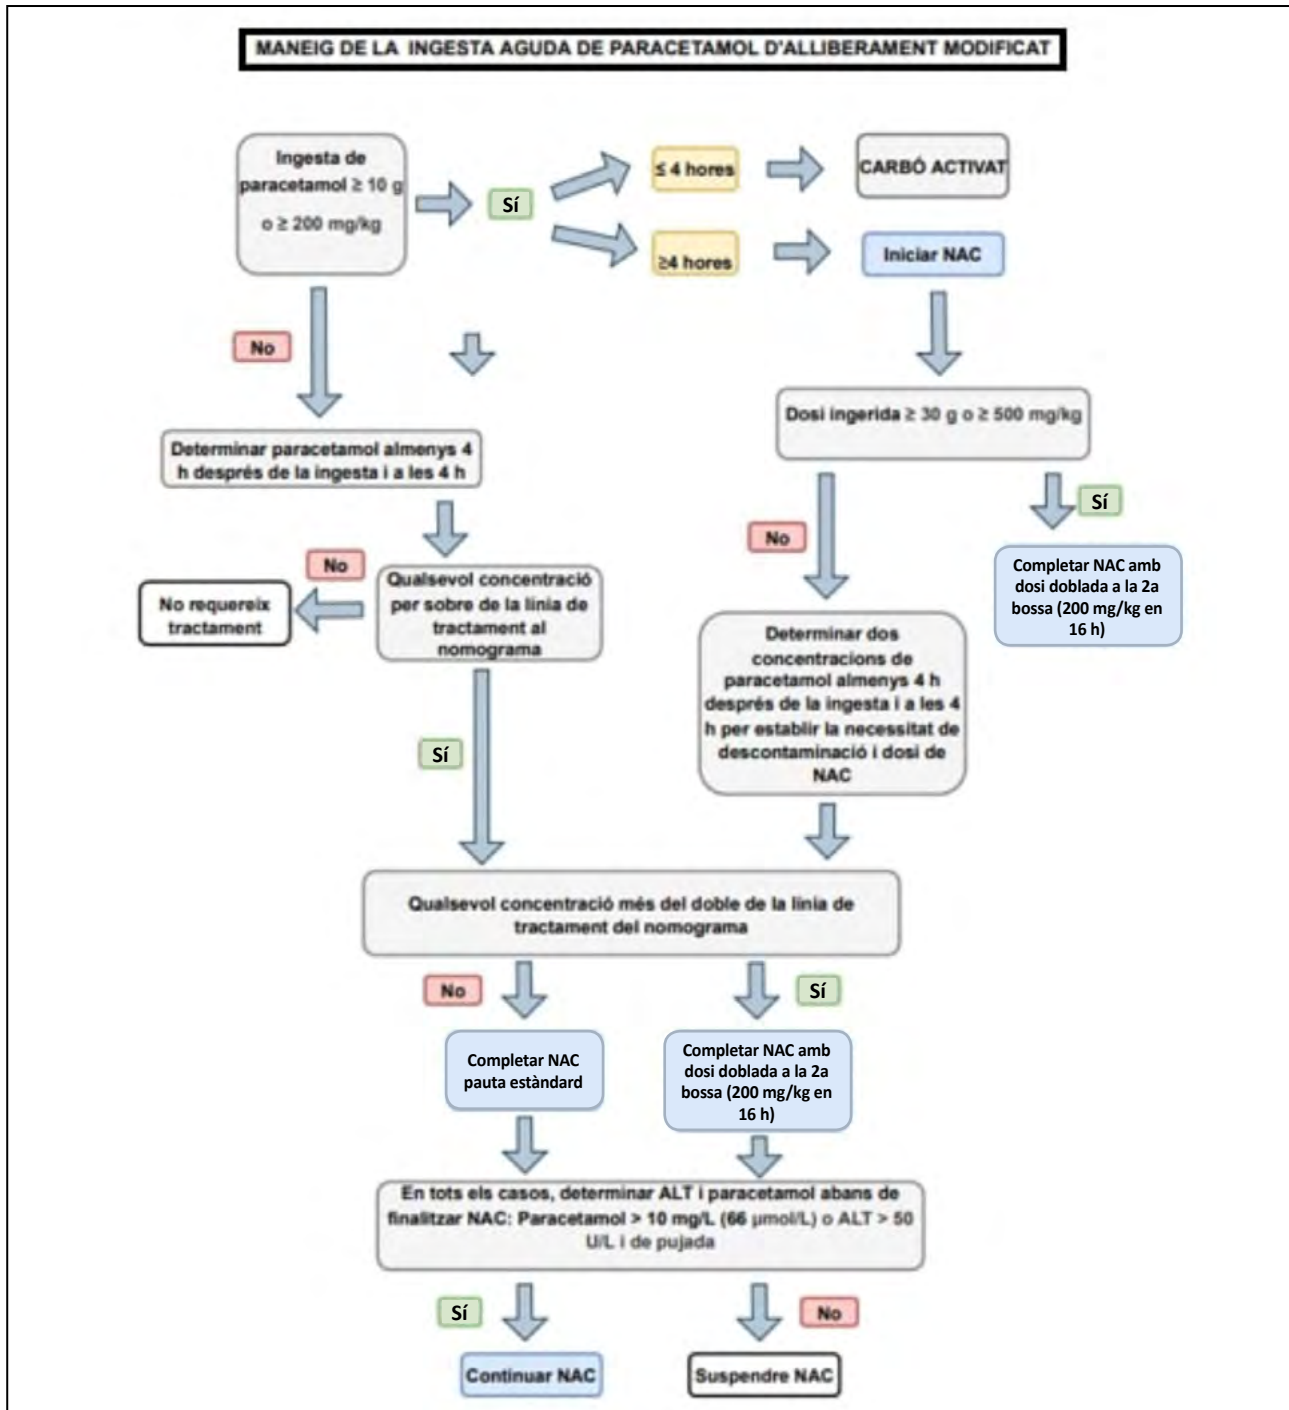 MANEIG DE LA INGESTA AGUDA DE PARACETAMOL D'ALLIBERAMENT MODIFICAT
Ingesta de
paracetamol ≥ 10 g
o ≥ 200 mg/kg
Sí
≤ 4 hores
CARBÓ ACTIVAT
≥4 hores
Iniciar NAC
No
Dosi ingerida ≥ 30 g o ≥ 500 mg/kg
Determinar paracetamol almenys 4
h després de la ingesta i a les 4 h
Sí
No
Completar NAC amb
dosi doblada a la 2a
bossa (200 mg/kg en
16 h)
No
Qualsevol concentració
per sobre de la línia de
tractament al
nomograma
No requereix
tractament
Determinar dos
concentracions de
paracetamol almenys 4 h
després de la ingesta i a les 4
h per establir la necessitat de
descontaminació i dosi de
NAC
Sí
Qualsevol concentració més del doble de la línia de
tractament del nomograma
No
Sí
Completar NAC
pauta estàndard
Completar NAC amb
dosi doblada a la 2a
bossa (200 mg/kg en
16 h)
En tots els casos, determinar ALT i paracetamol abans de
finalitzar NAC: Paracetamol > 10 mg/L (66 µmol/L) o ALT > 50
U/L i de pujada
Sí
No
Continuar NAC
Suspendre NAC